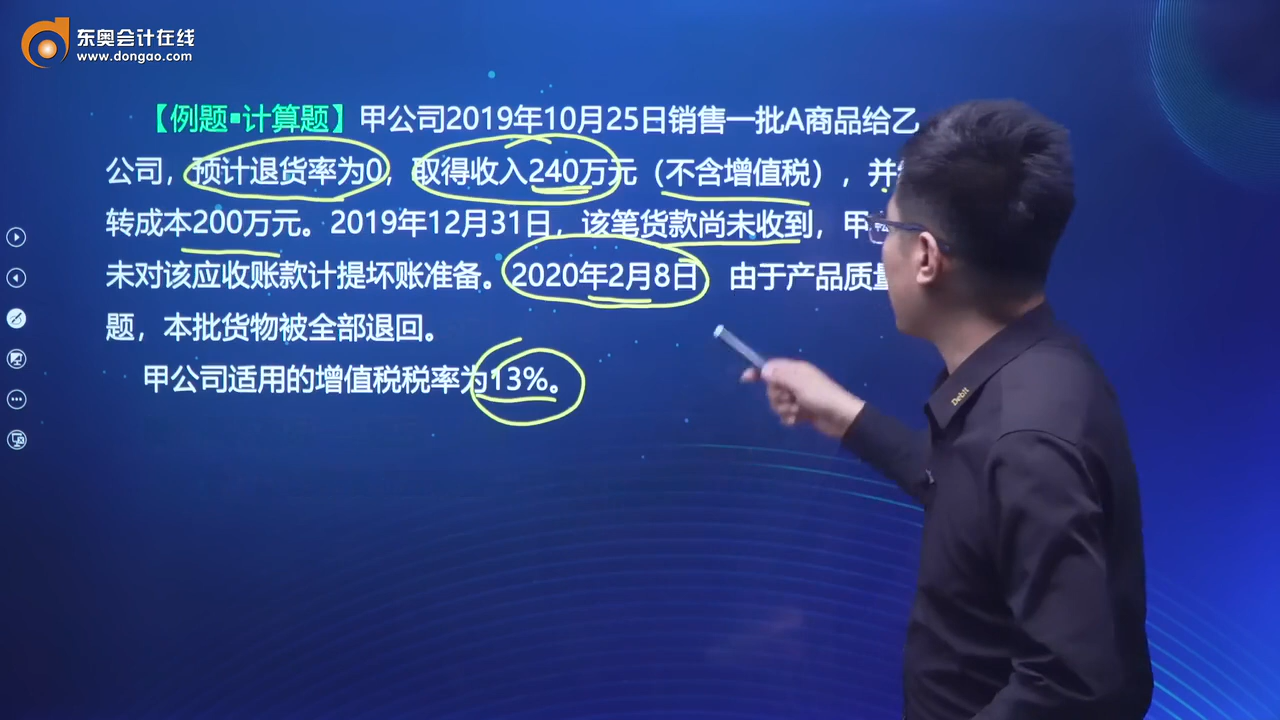 东奥会计在线
www.dongao.com
【例题▪计算题】甲公司2019年10月25日销售一批A商品给乙
公司，预计退货率为0，取得收入240万元（不含增值税），并
转成本200万元。2019年12月31日，该笔货款尚未收到，甲
未对该应收账款计提坏账准备。2020年2月8日 由于产品质量
题，本批货物被全部退回。
甲公司适用的增值税税率为13%。
Debit